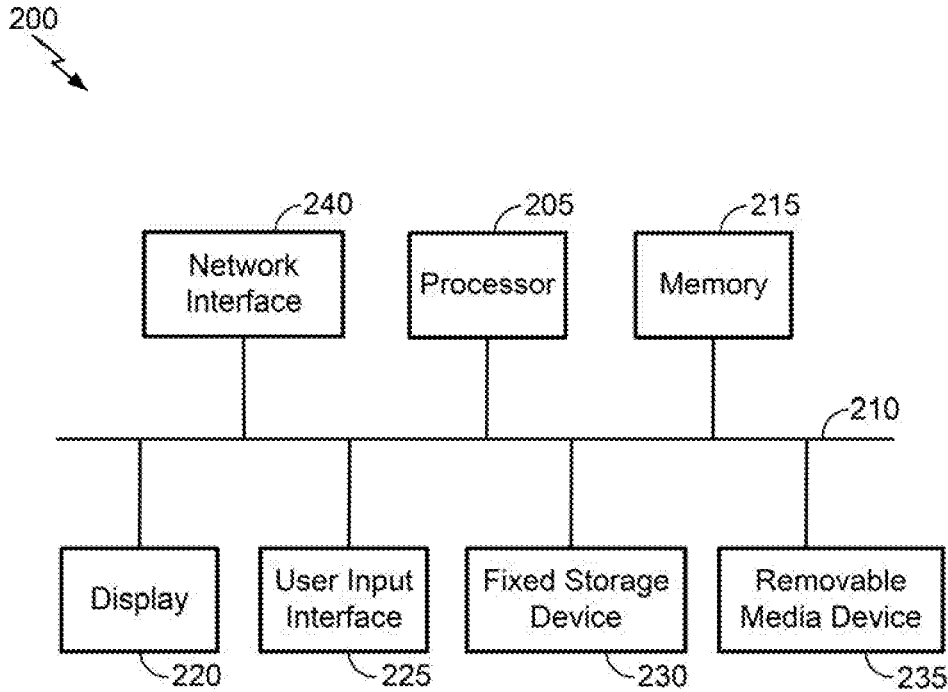 200
240
205
215
Network
Interface
Processor
Memory
210
Display
User Input
Interface
Fixed Storage
Device
Removable
Media Device
220
225
230
235